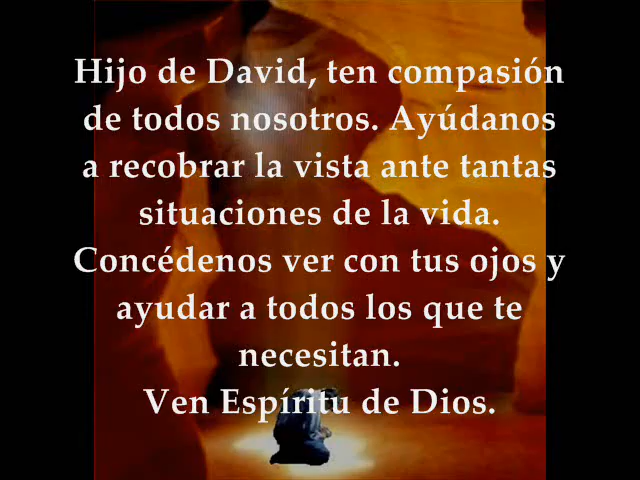 Hijo de David, ten compasión
de todos nosotros. Ayúdanos
a recobrar la vista ante tantas
situaciones de la vida.
Concédenos ver con tus ojos y
ayudar a todos los que te
necesitan.
Ven Espíritu de Dios.